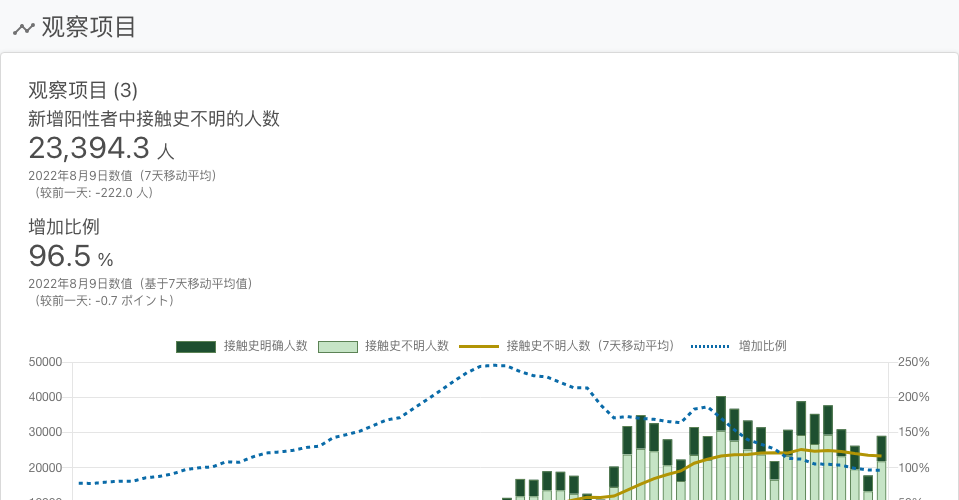 观察项目
观察项目 (3)
新增阳性者中接触史不明的人数
23,394.3 人
2022年8月9日数值（7天移动平均）
（较前一天: -222.0 人）
增加比例
96.5 %
2022年8月9日数值（基于7天移动平均值）
（较前一天: -0.7 ポイント）
接触史明确人数 接触史不明人数 接触史不明人数（7天移动平均） 增加比例
50000 250%
40000 200%
30000 150%
20000 100%